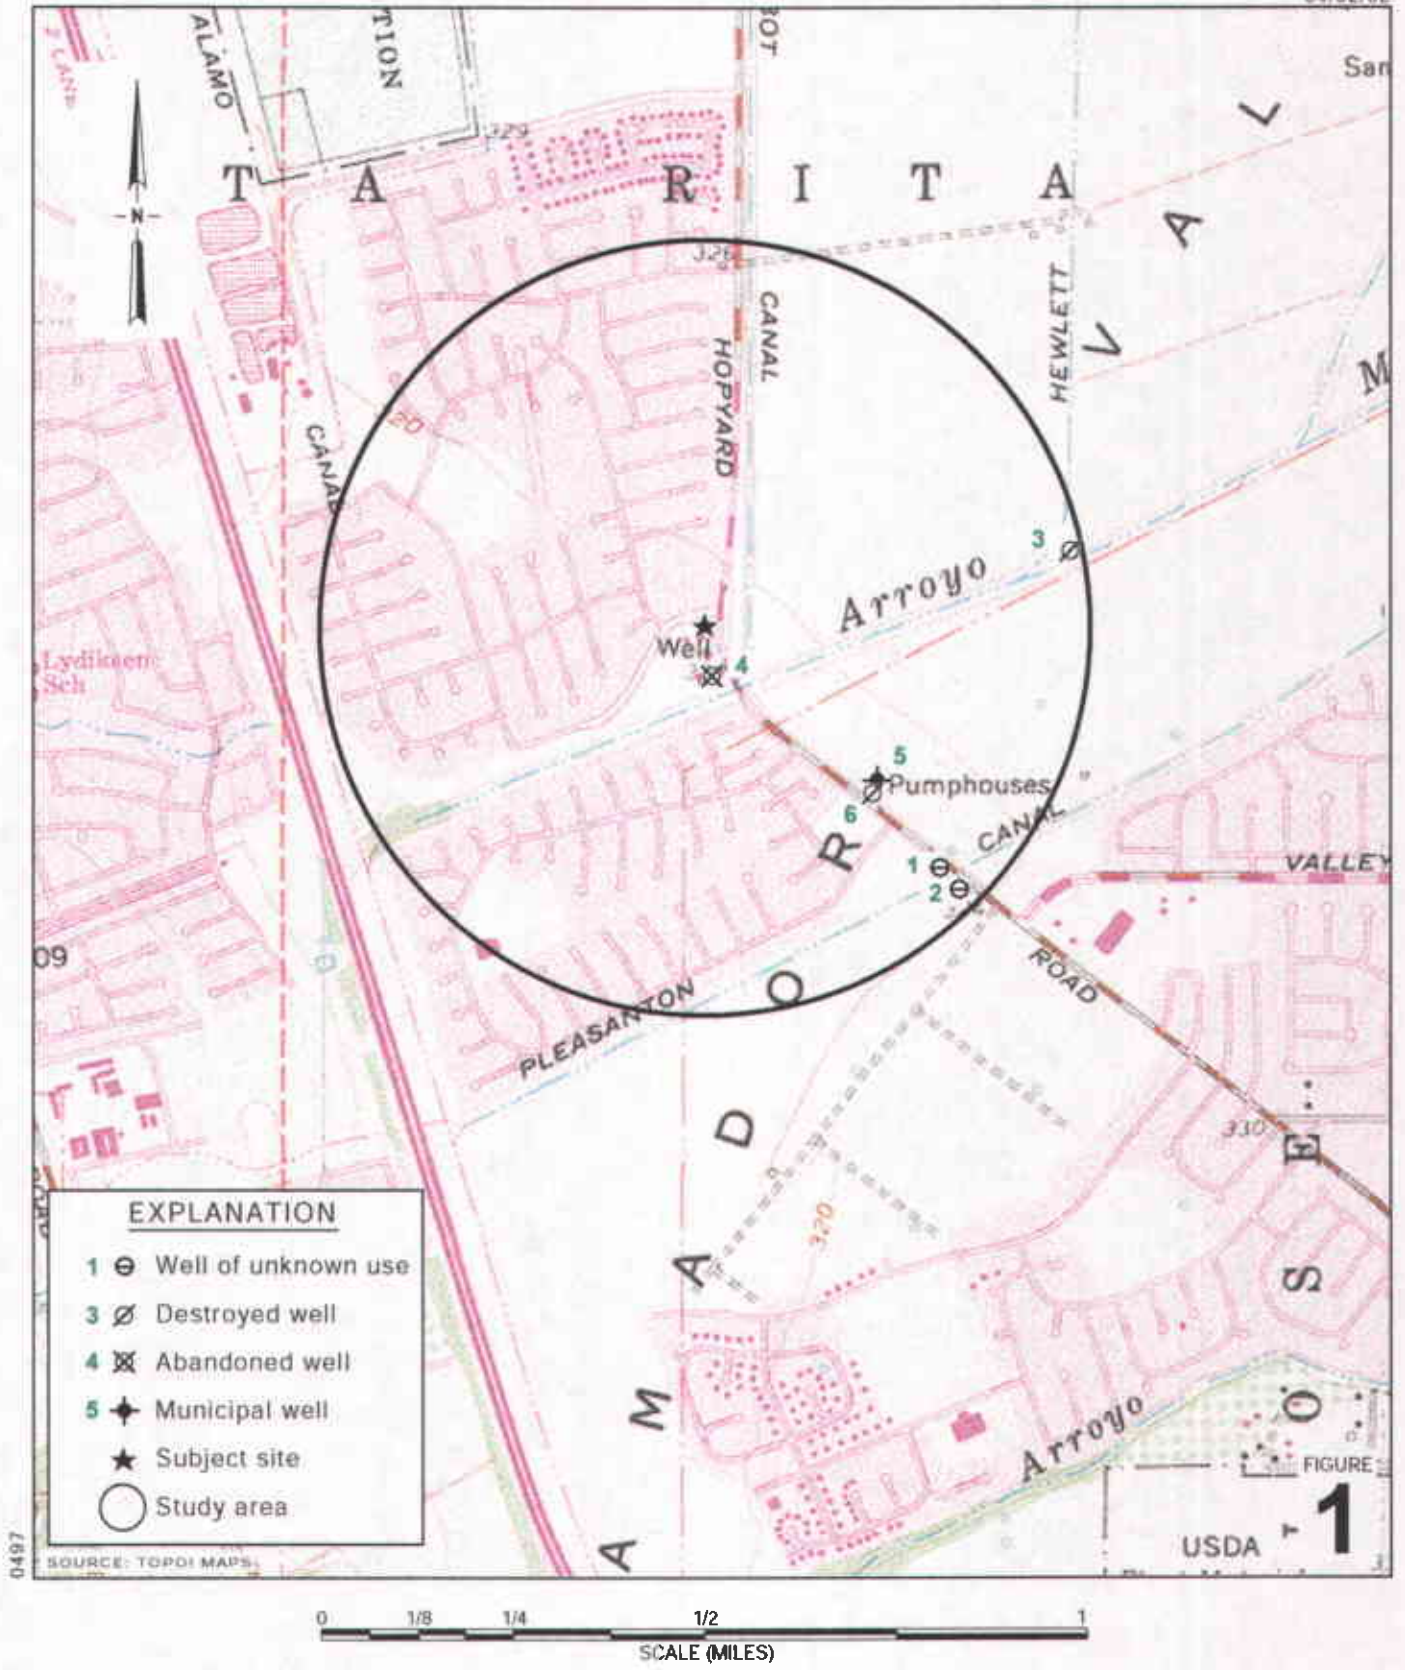 ALAMO
TION
LANE
329
San
T A R I T A
V A L
326
CANAL
HOPYARD
HEWLETT
M
CANAL
20
N
3
Arroyo
Well
4
Lydiksen
Sch
5
Pumphouses
6
CANAL
R
1
2
VALLEY
09
ROAD
O
PLEASANTON
D
330
E
A
320
S
M
Arroyo
O
A
EXPLANATION
1 Well of unknown use
3 Destroyed well
4 Abandoned well
5 Municipal well
Subject site
Study area
SOURCE: TOPO! MAPS
0497
USDA
FIGURE
1
0 1/8 1/4 1/2 1
SCALE (MILES)